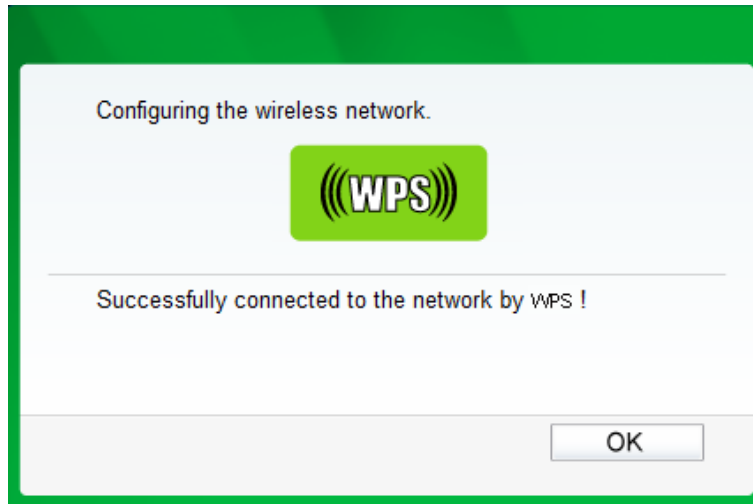 Configuring the wireless network.
(((WPS)))
Successfully connected to the network by WPS !
OK